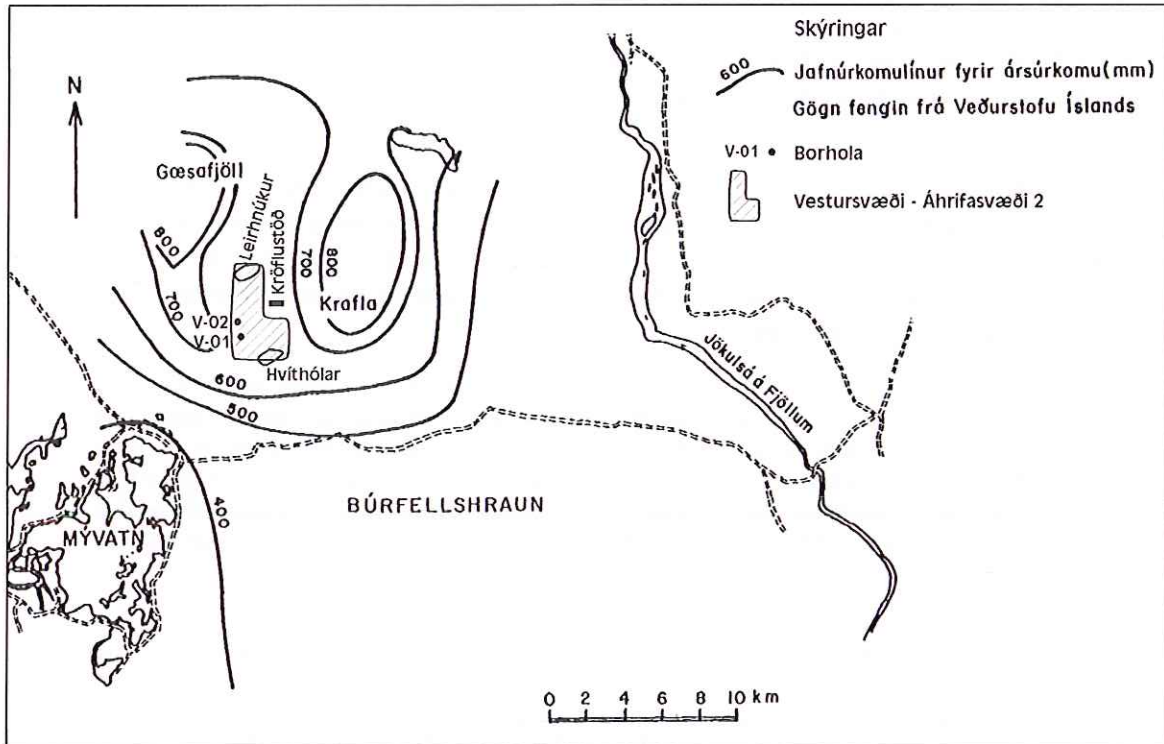 Skýringar
600
Jafnúrkomulínur fyrir ársúrkomu(mm)
Gögn fengin frá Veðurstofu Íslands
V-01 Borhola
Vestursvæði - Áhrifasvæði 2
N
Gæsafjöll
Leirhnúkur
Kröflustöð
800
700
800
Krafla
700
V-02
V-01
Hvíthólar
600
500
400
Jökulsá á Fjöllum
BÚRFELLSHRAUN
MÝVATN
0 2 4 6 8 10 km